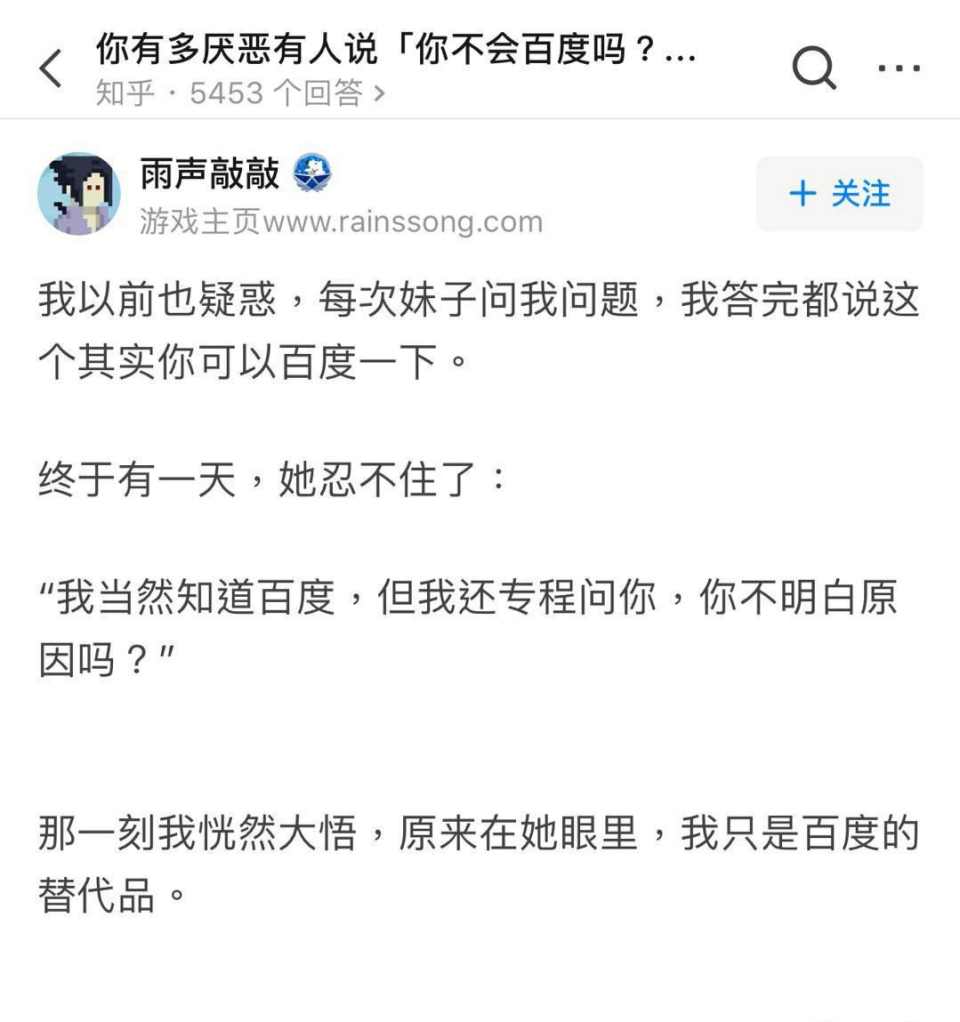 你有多厌恶有人说「你不会百度吗？...
知乎 · 5453 个回答 >
雨声敲敲
游戏主页www.rainssong.com
+ 关注
我以前也疑惑，每次妹子问我问题，我答完都说这
个其实你可以百度一下。
终于有一天，她忍不住了：
“我当然知道百度，但我还专程问你，你不明白原
因吗？”
那一刻我恍然大悟，原来在她眼里，我只是百度的
替代品。